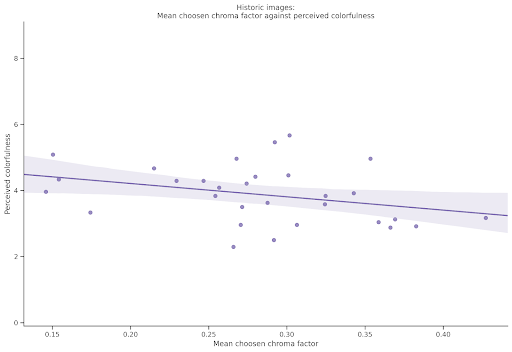 Historic images:
Mean choosen chroma factor against perceived colorfulness
Perceived colorfulness
8
6
4
2
0
0.15 0.20 0.25 0.30 0.35 0.40
Mean choosen chroma factor